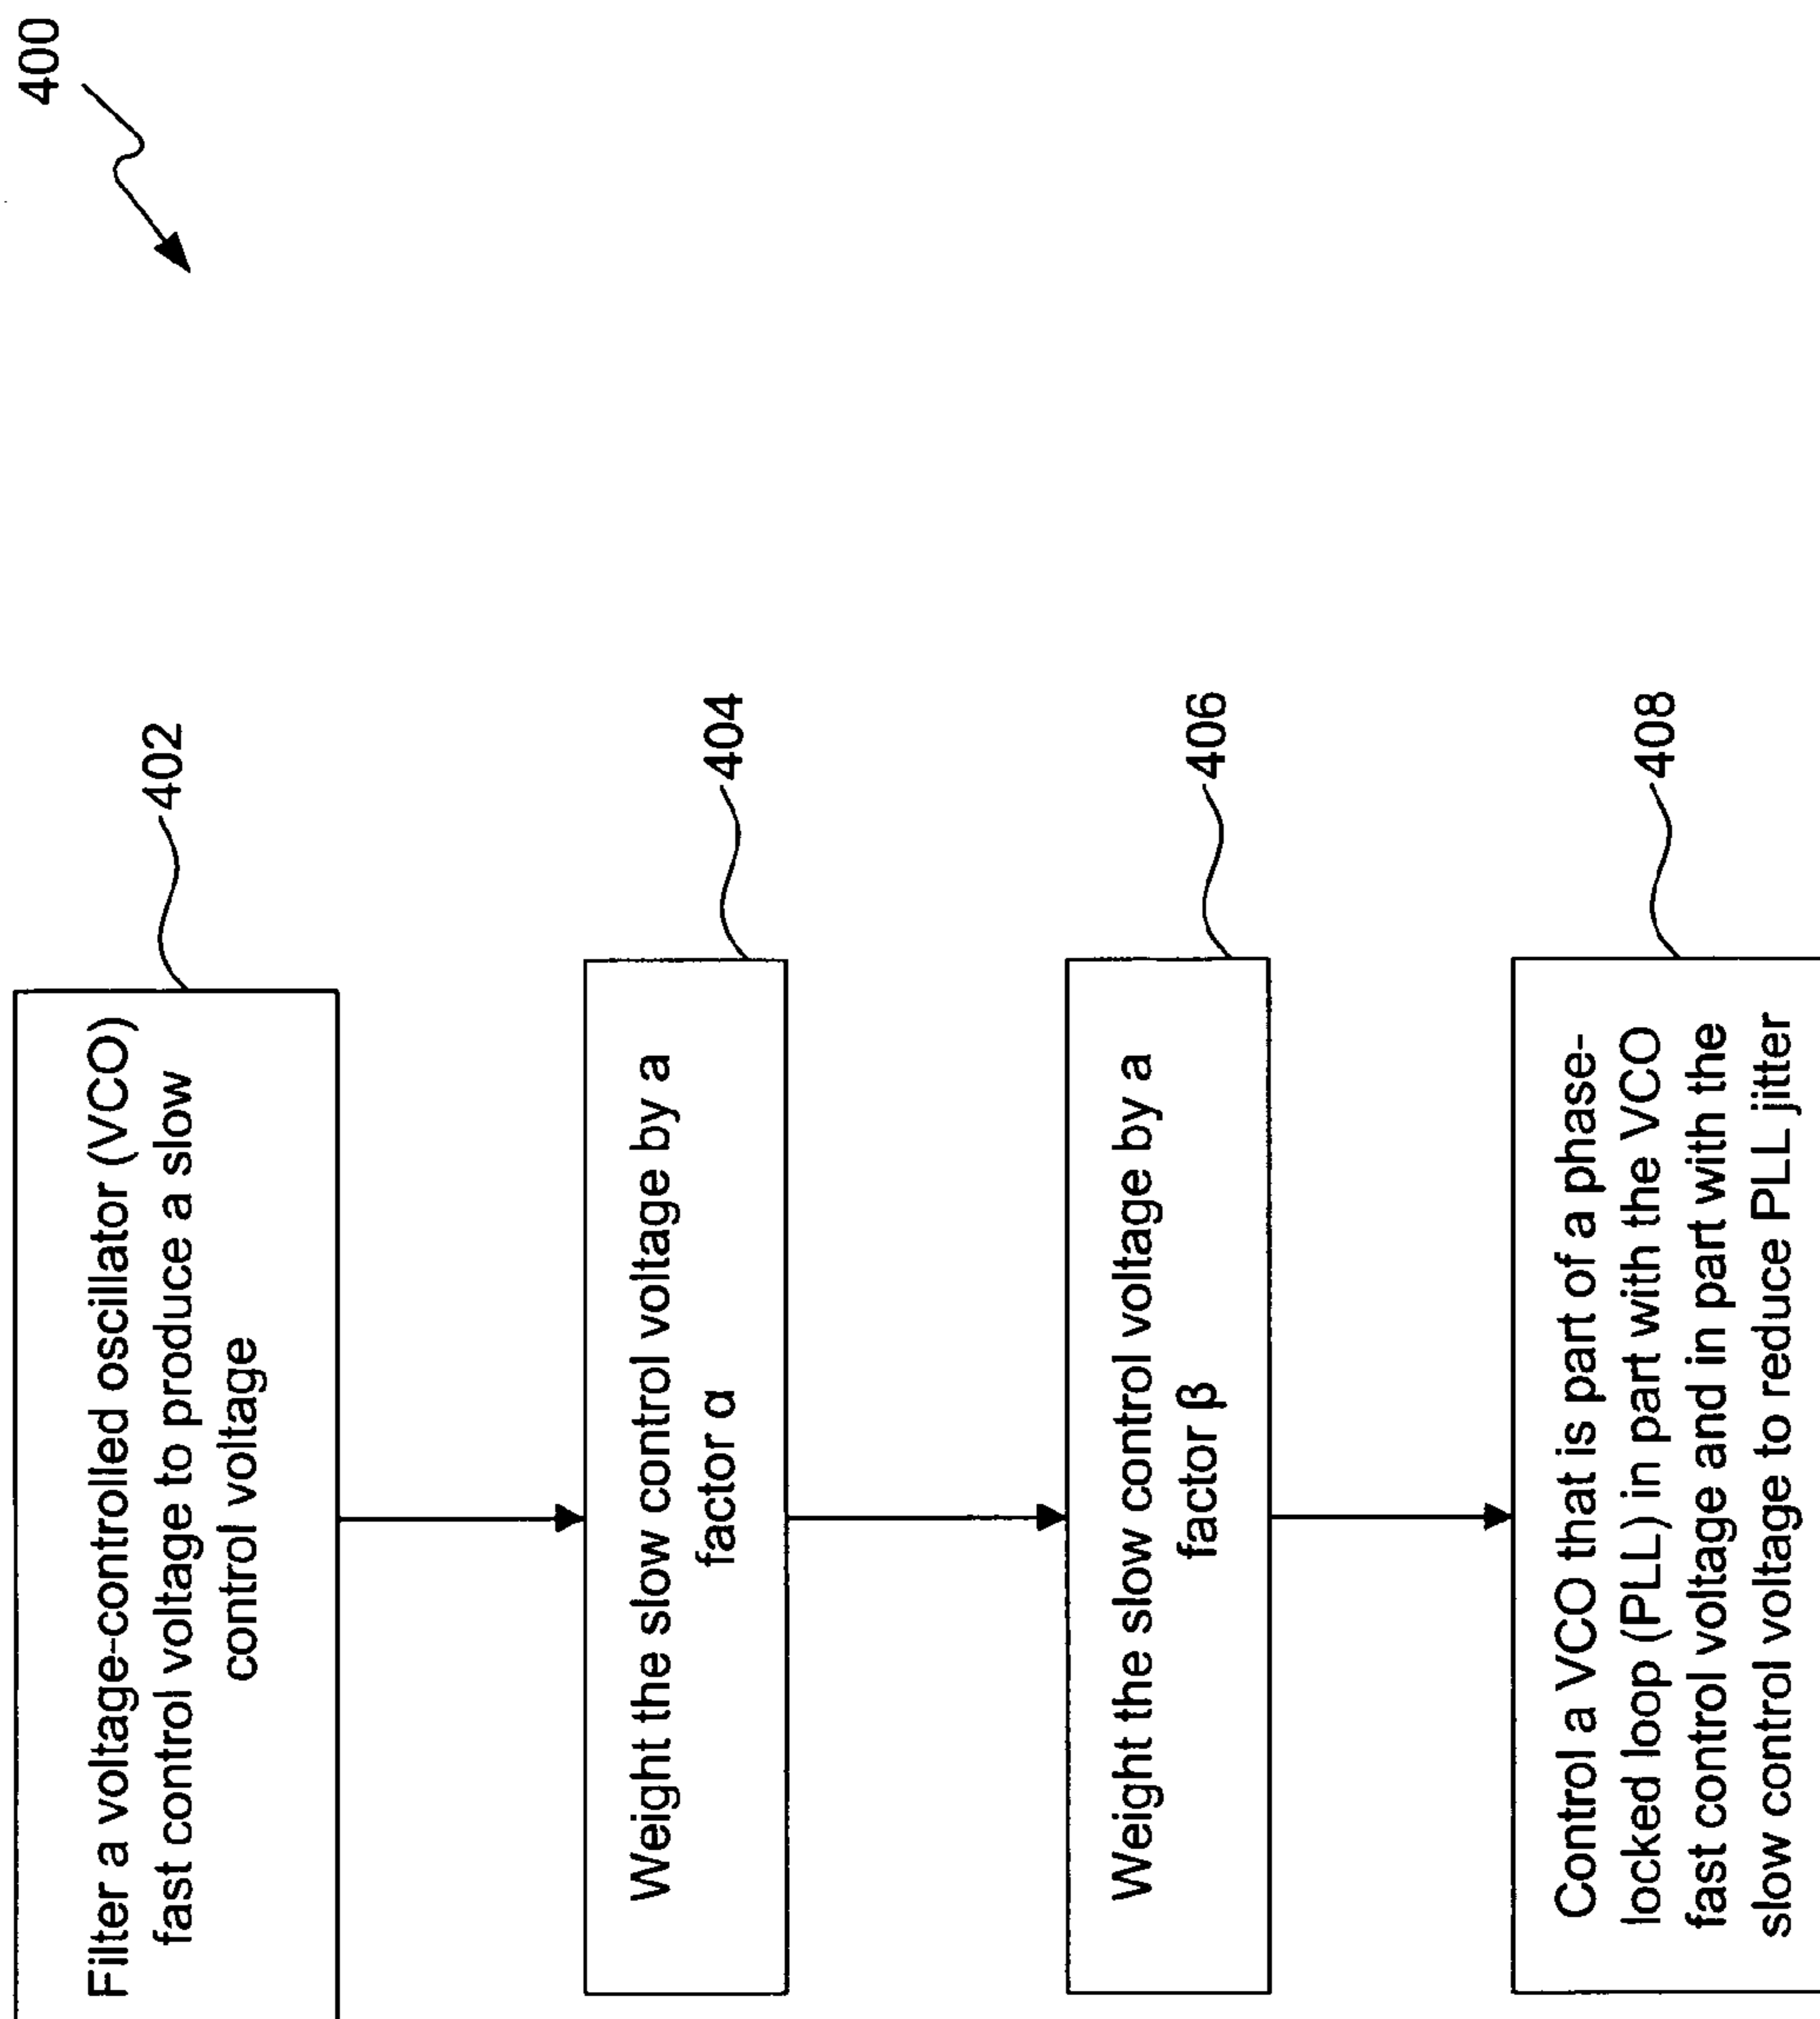 400
Filter a voltage-controlled oscillator (VCO)
fast control voltage to produce a slow
control voltage
402
Weight the slow control voltage by a
factor α
404
Weight the slow control voltage by a
factor β
406
Control a VCO that is part of a phase-
locked loop (PLL) in part with the VCO
fast control voltage and in part with the
slow control voltage to reduce PLL jitter
408